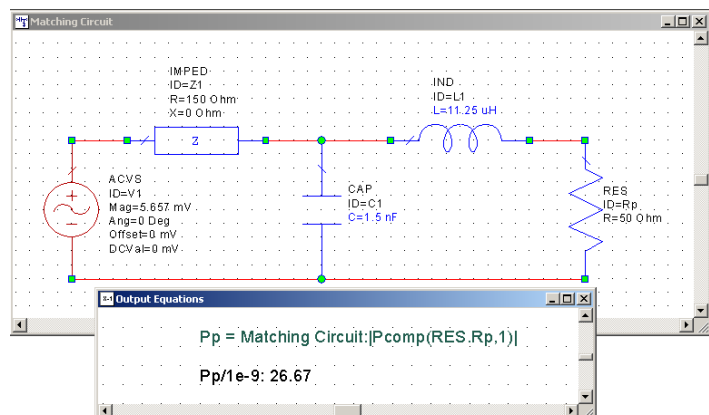 Matching Circuit
IMPED
ID=Z1
R=150 Ohm
X=0 Ohm
Z
IND
ID=L1
L=11.25 uH
ACVS
ID=V1
Mag=5.657 mV
Ang=0 Deg
Offset=0 mV
DCVal=0 mV
CAP
ID=C1
C=1.5 nF
RES
ID=Rp
R=50 Ohm
Output Equations
Pp = Matching Circuit:|Pcomp(RES.Rp,1)|
Pp/1e-9: 26.67